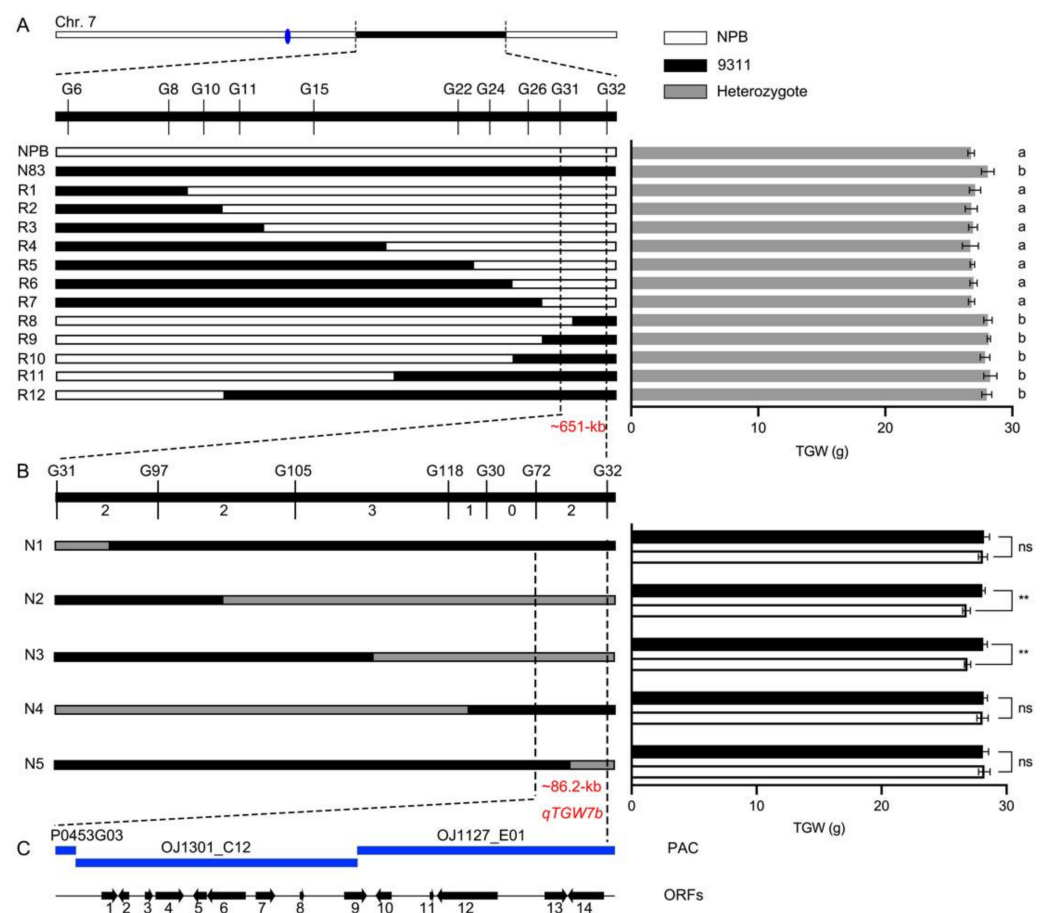 A
Chr. 7
NPB
9311
Heterozygote
G6 G8 G10 G11 G15 G22 G24 G26 G31 G32
NPB a
N83 b
R1 a
R2 a
R3 a
R4 a
R5 a
R6 a
R7 a
R8 b
R9 b
R10 b
R11 b
R12 b
0 10 20 30
~651-kb
TGW (g)
B
G31 G97 G105 G118 G30 G72 G32
2 2 3 1 0 2
N1 ns
N2 **
N3 **
N4 ns
N5 ns
~86.2-kb
0 10 20 30
qTGW7b
TGW (g)
C
P0453G03 OJ1301_C12 OJ1127_E01 PAC
ORFs
1 2 3 4 5 6 7 8 9 10 11 12 13 14